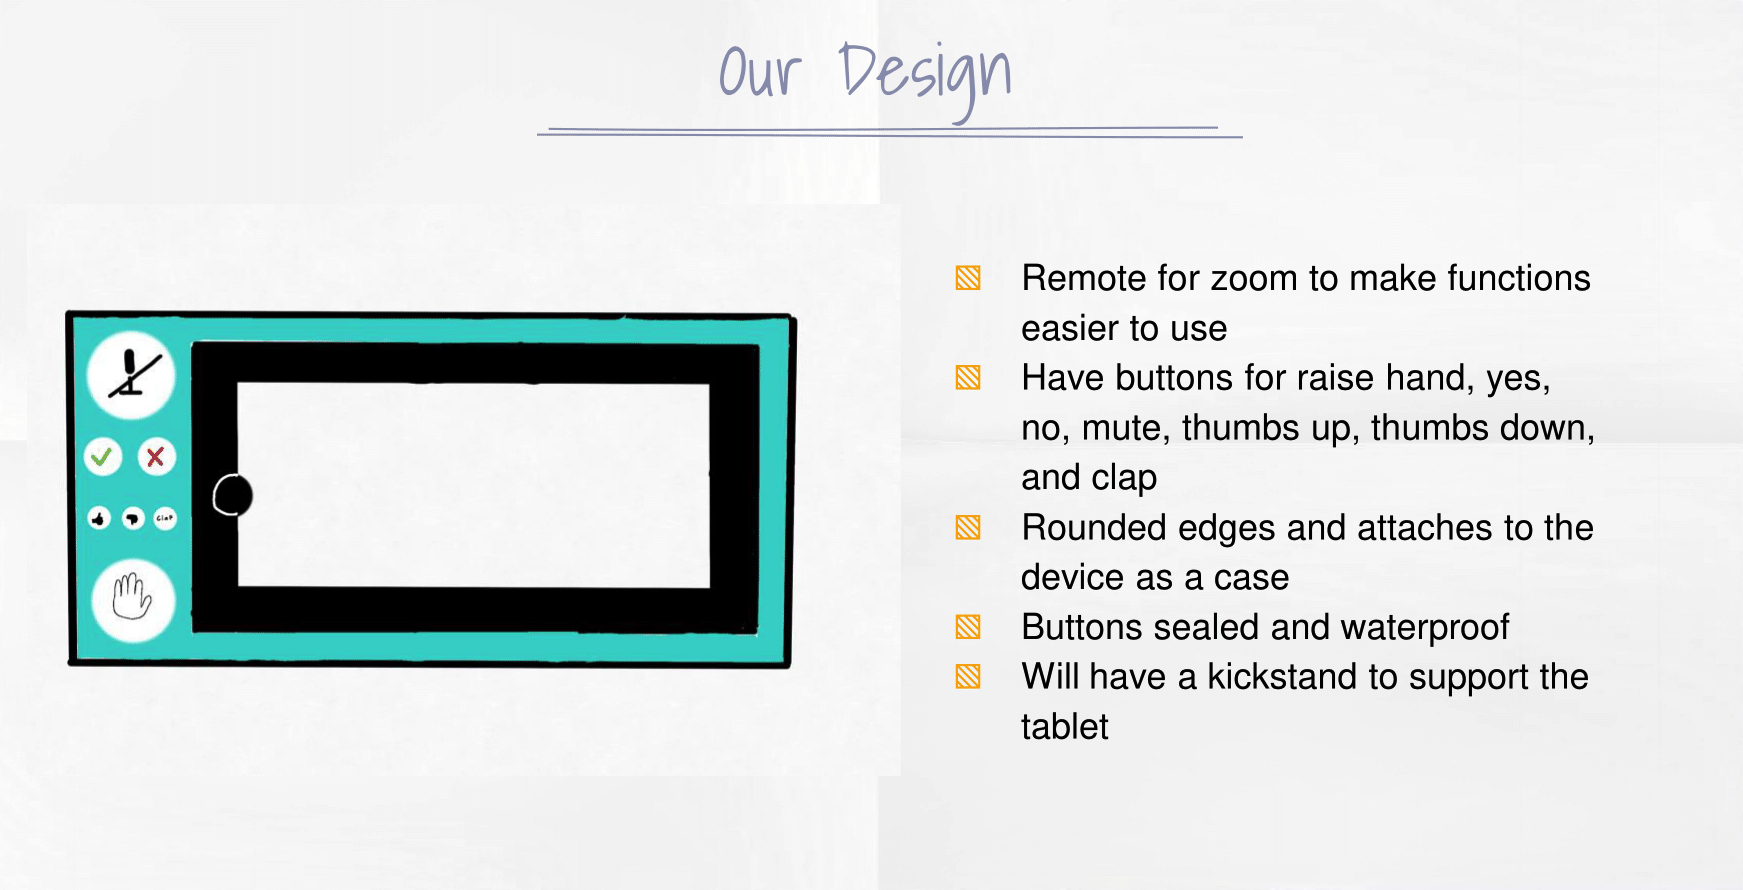 Our Design
Remote for zoom to make functions
easier to use
Have buttons for raise hand, yes,
no, mute, thumbs up, thumbs down,
and clap
Rounded edges and attaches to the
device as a case
Buttons sealed and waterproof
Will have a kickstand to support the
tablet
Clap